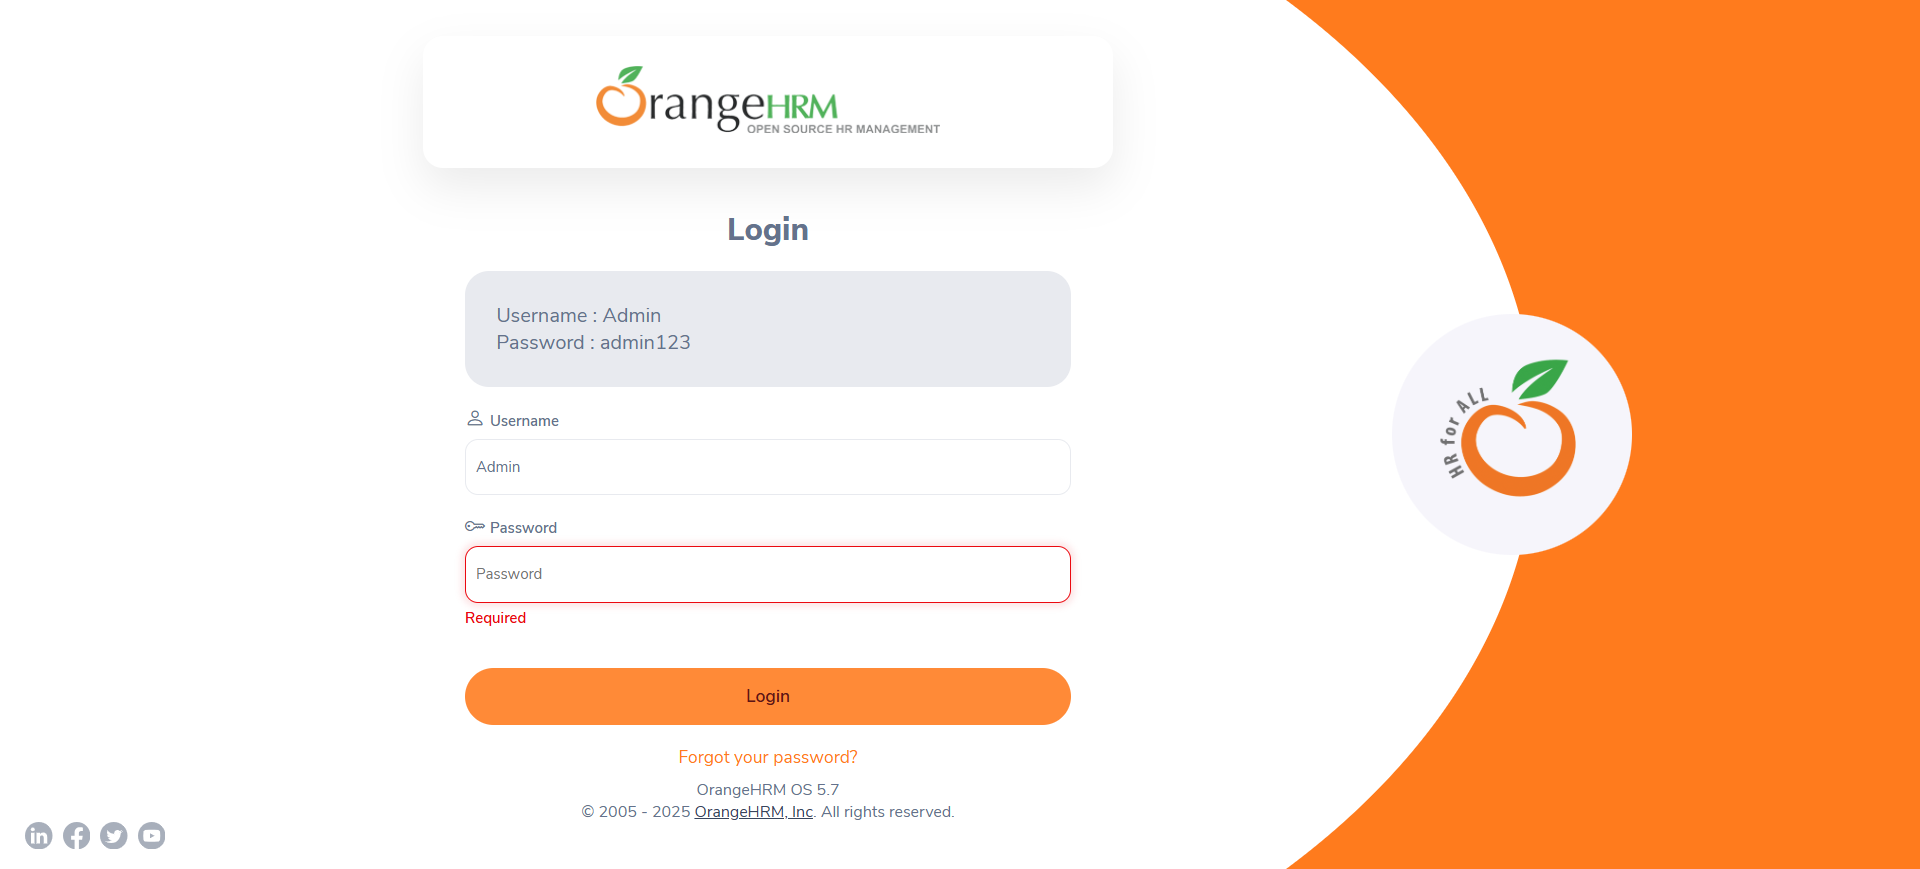 OrangeHRM
OPEN SOURCE HR MANAGEMENT
Login
Username : Admin
Password : admin123
Username
Admin
Password
Password
Required
Login
Forgot your password?
OrangeHRM OS 5.7
© 2005 - 2025 OrangeHRM, Inc. All rights reserved.
HR for ALL